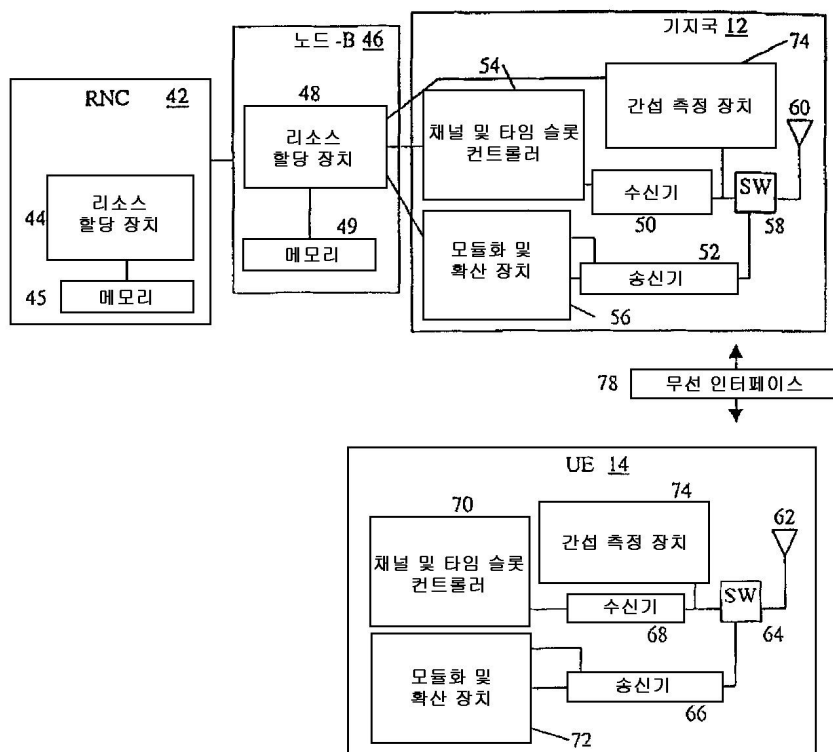 노드 -B 46
기지국 12
74
RNC 42
48
54
리소스
할당 장치
채널 및 타임 슬롯
컨트롤러
간섭 측정 장치
60
44
리소스
할당 장치
수신기
SW
50
58
49
메모리
모듈화 및
확산 장치
52
송신기
45
메모리
56
78
무선 인터페이스
UE 14
70
74
62
채널 및 타임 슬롯
컨트롤러
간섭 측정 장치
수신기
SW
68
64
모듈화 및
확산 장치
송신기
66
72